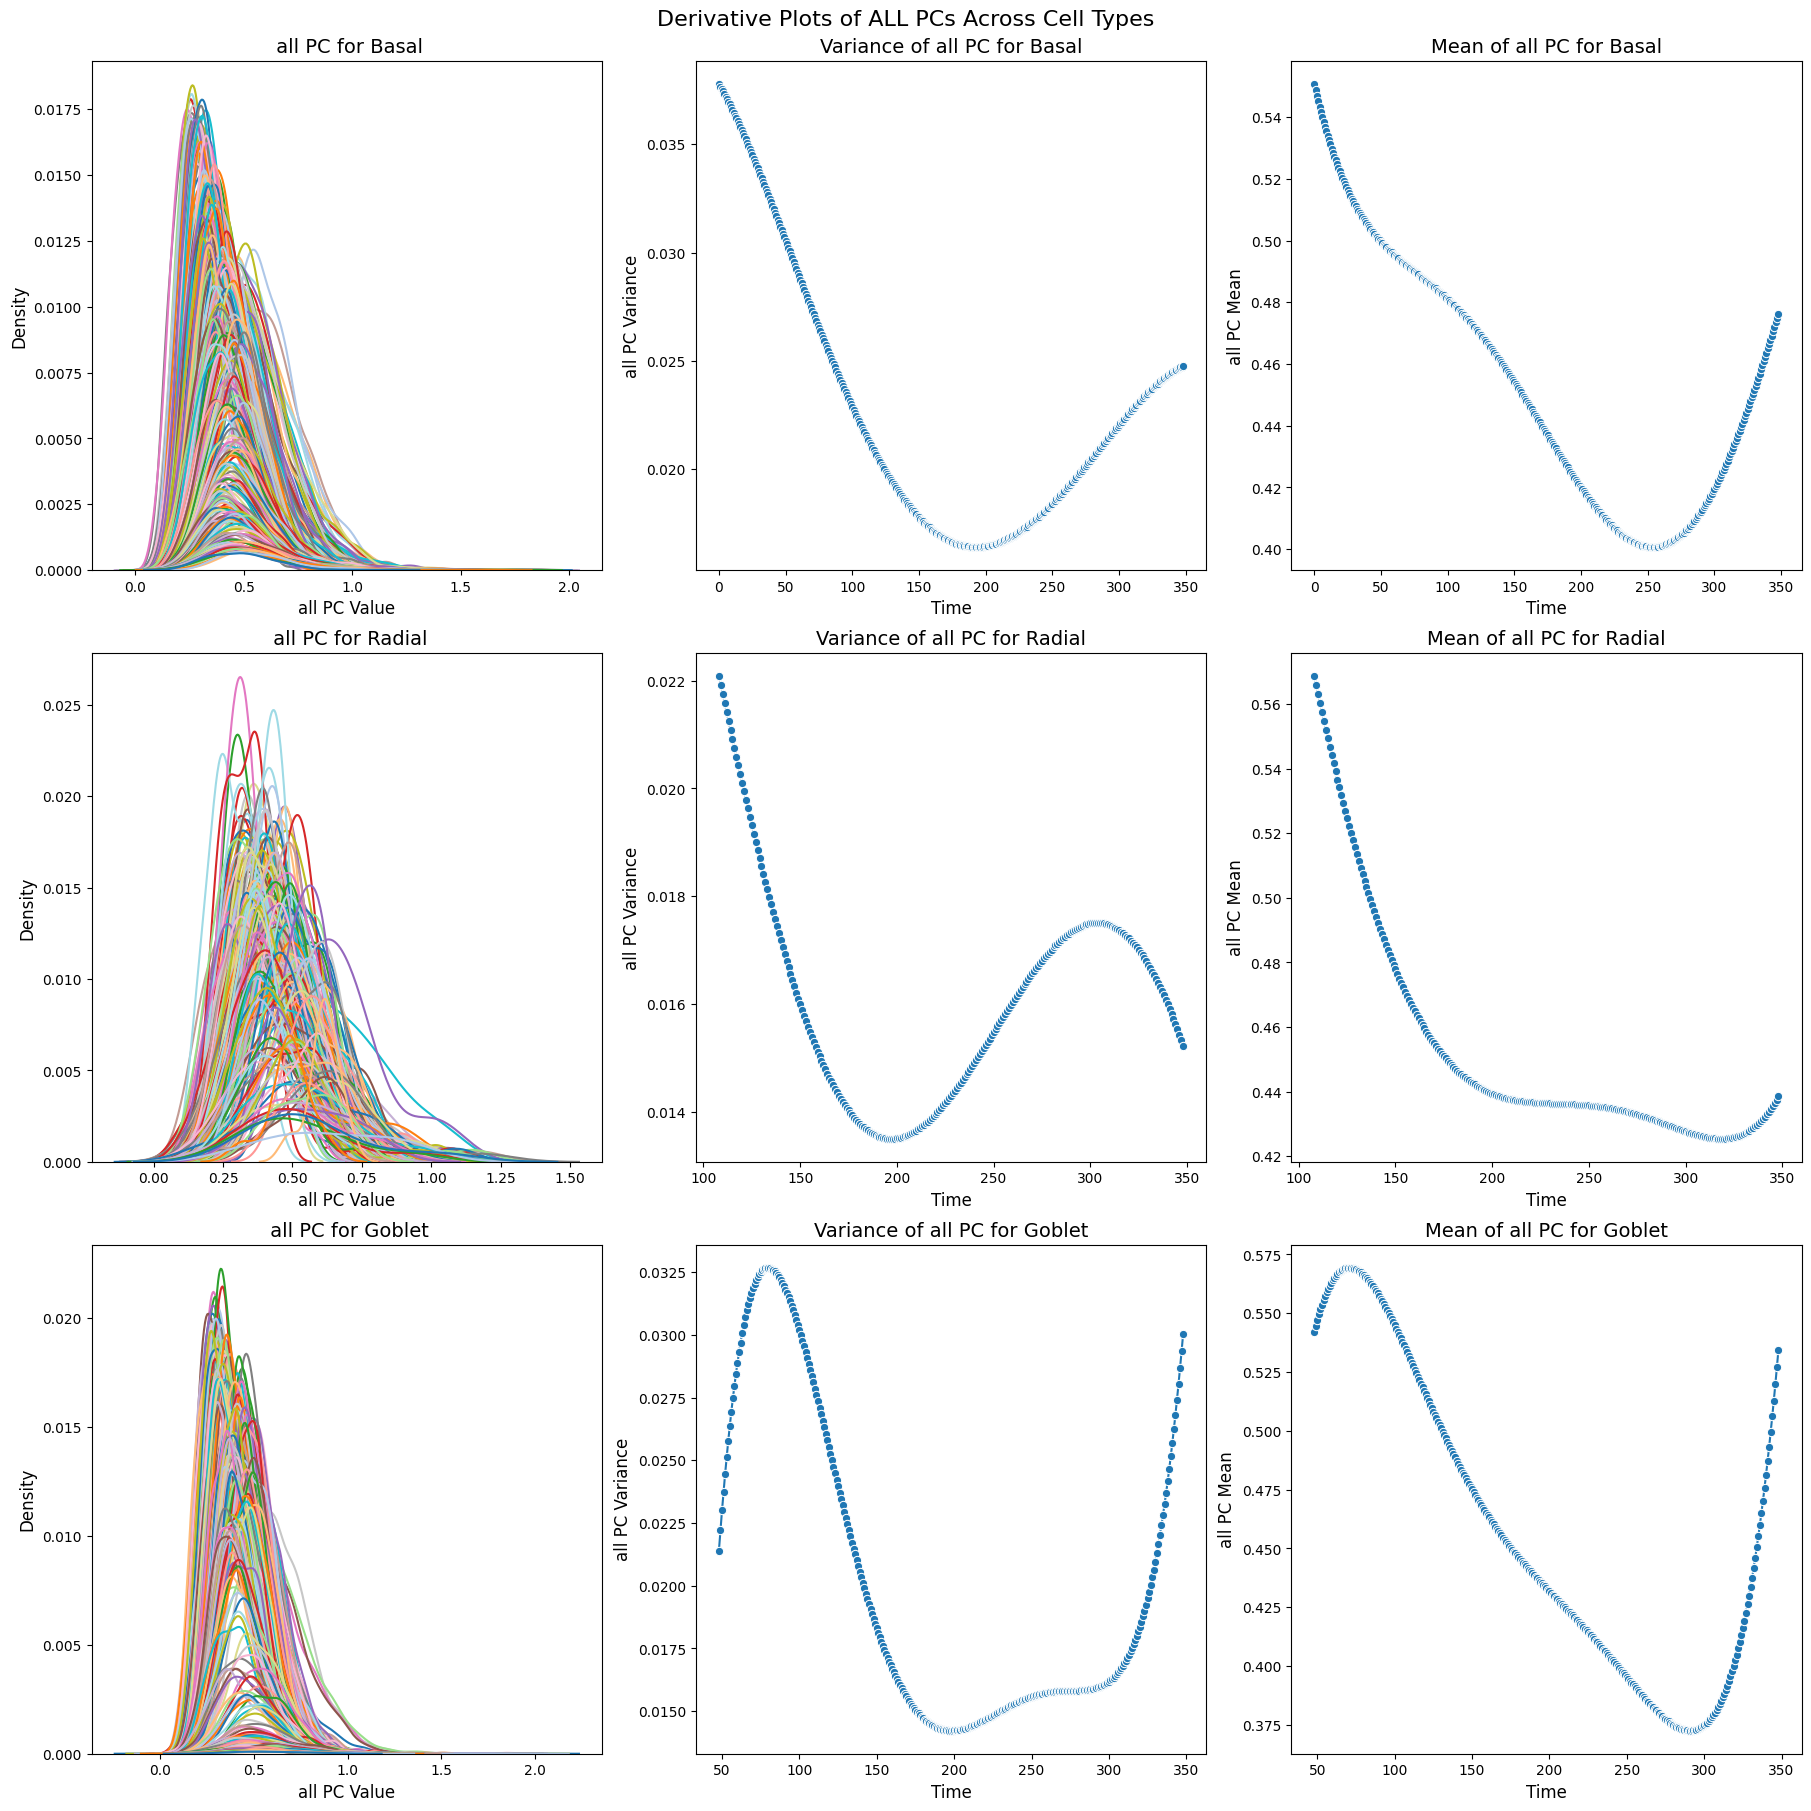 Derivative Plots of ALL PCs Across Cell Types
all PC for Basal
Density
0.0175
0.0150
0.0125
0.0100
0.0075
0.0050
0.0025
0.0000
0.0 0.5 1.0 1.5 2.0
all PC Value
Variance of all PC for Basal
all PC Variance
0.035
0.030
0.025
0.020
0 50 100 150 200 250 300 350
Time
Mean of all PC for Basal
all PC Mean
0.54
0.52
0.50
0.48
0.46
0.44
0.42
0.40
0 50 100 150 200 250 300 350
Time
all PC for Radial
Density
0.025
0.020
0.015
0.010
0.005
0.000
0.00 0.25 0.50 0.75 1.00 1.25 1.50
all PC Value
Variance of all PC for Radial
all PC Variance
0.022
0.020
0.018
0.016
0.014
100 150 200 250 300 350
Time
Mean of all PC for Radial
all PC Mean
0.56
0.54
0.52
0.50
0.48
0.46
0.44
0.42
100 150 200 250 300 350
Time
all PC for Goblet
Density
0.020
0.015
0.010
0.005
0.000
0.0 0.5 1.0 1.5 2.0
all PC Value
Variance of all PC for Goblet
all PC Variance
0.0325
0.0300
0.0275
0.0250
0.0225
0.0200
0.0175
0.0150
50 100 150 200 250 300 350
Time
Mean of all PC for Goblet
all PC Mean
0.575
0.550
0.525
0.500
0.475
0.450
0.425
0.400
0.375
50 100 150 200 250 300 350
Time